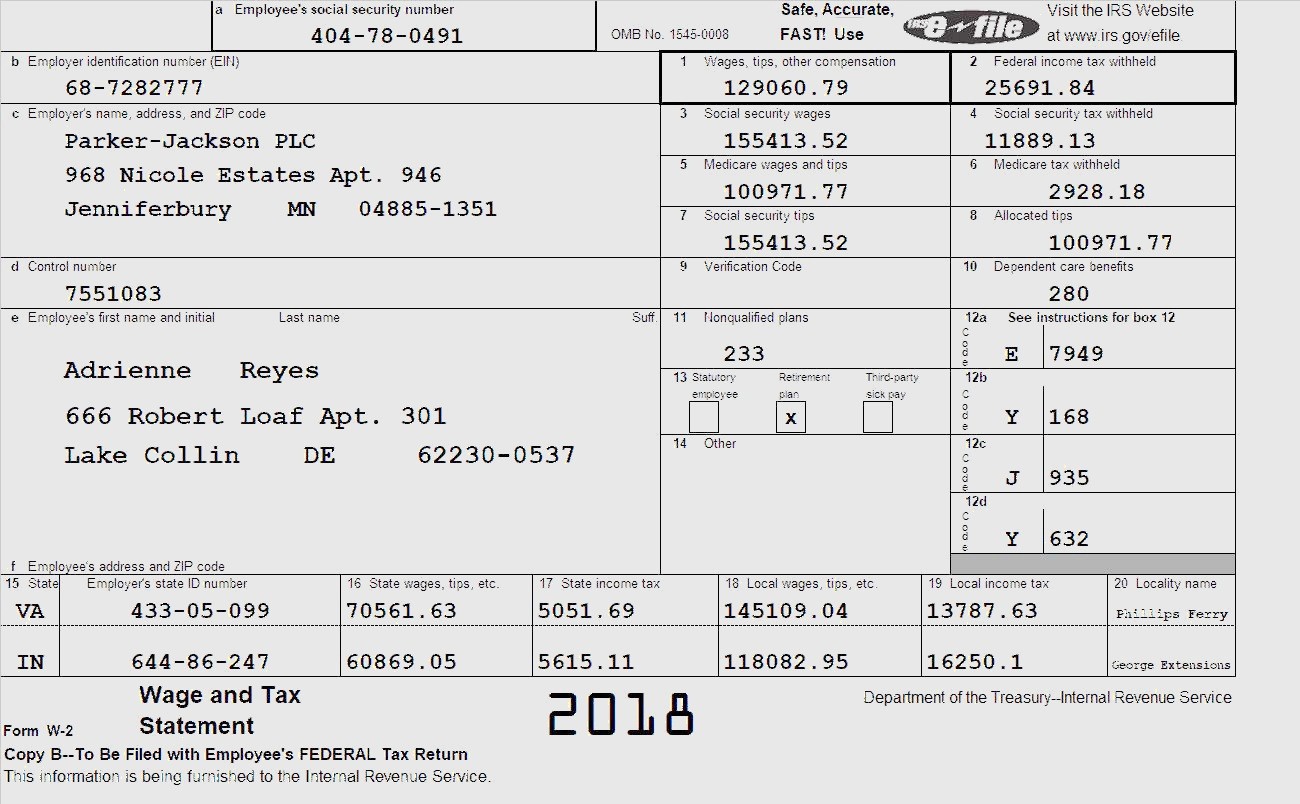 a Employee's social security number
404-78-0491
OMB No. 1545-0008
Safe, Accurate,
FAST! Use
IRS e-file
Visit the IRS Website
at www.irs.gov/efile
b Employer identification number (EIN)
68-7282777
1 Wages, tips, other compensation
129060.79
2 Federal income tax withheld
25691.84
c Employer's name, address, and ZIP code
Parker-Jackson PLC
968 Nicole Estates Apt. 946
Jenniferbury MN 04885-1351
3 Social security wages
155413.52
4 Social security tax withheld
11889.13
5 Medicare wages and tips
100971.77
6 Medicare tax withheld
2928.18
7 Social security tips
155413.52
8 Allocated tips
100971.77
d Control number
7551083
9 Verification Code
10 Dependent care benefits
280
e Employee's first name and initial Last name Suff.
Adrienne Reyes
666 Robert Loaf Apt. 301
Lake Collin DE 62230-0537
f Employee's address and ZIP code
11 Nonqualified plans
233
12a See instructions for box 12
Code E 7949
13 Statutory employee Retirement plan Third-party sick pay
X
12b
Code Y 168
14 Other
12c
Code J 935
12d
Code Y 632
15 State Employer's state ID number 16 State wages, tips, etc. 17 State income tax 18 Local wages, tips, etc. 19 Local income tax 20 Locality name
VA 433-05-099 70561.63 5051.69 145109.04 13787.63 Phillips Ferry
IN 644-86-247 60869.05 5615.11 118082.95 16250.1 George Extensions
Form W-2
Wage and Tax
Statement
2018
Department of the Treasury--Internal Revenue Service
Copy B--To Be Filed with Employee's FEDERAL Tax Return
This information is being furnished to the Internal Revenue Service.